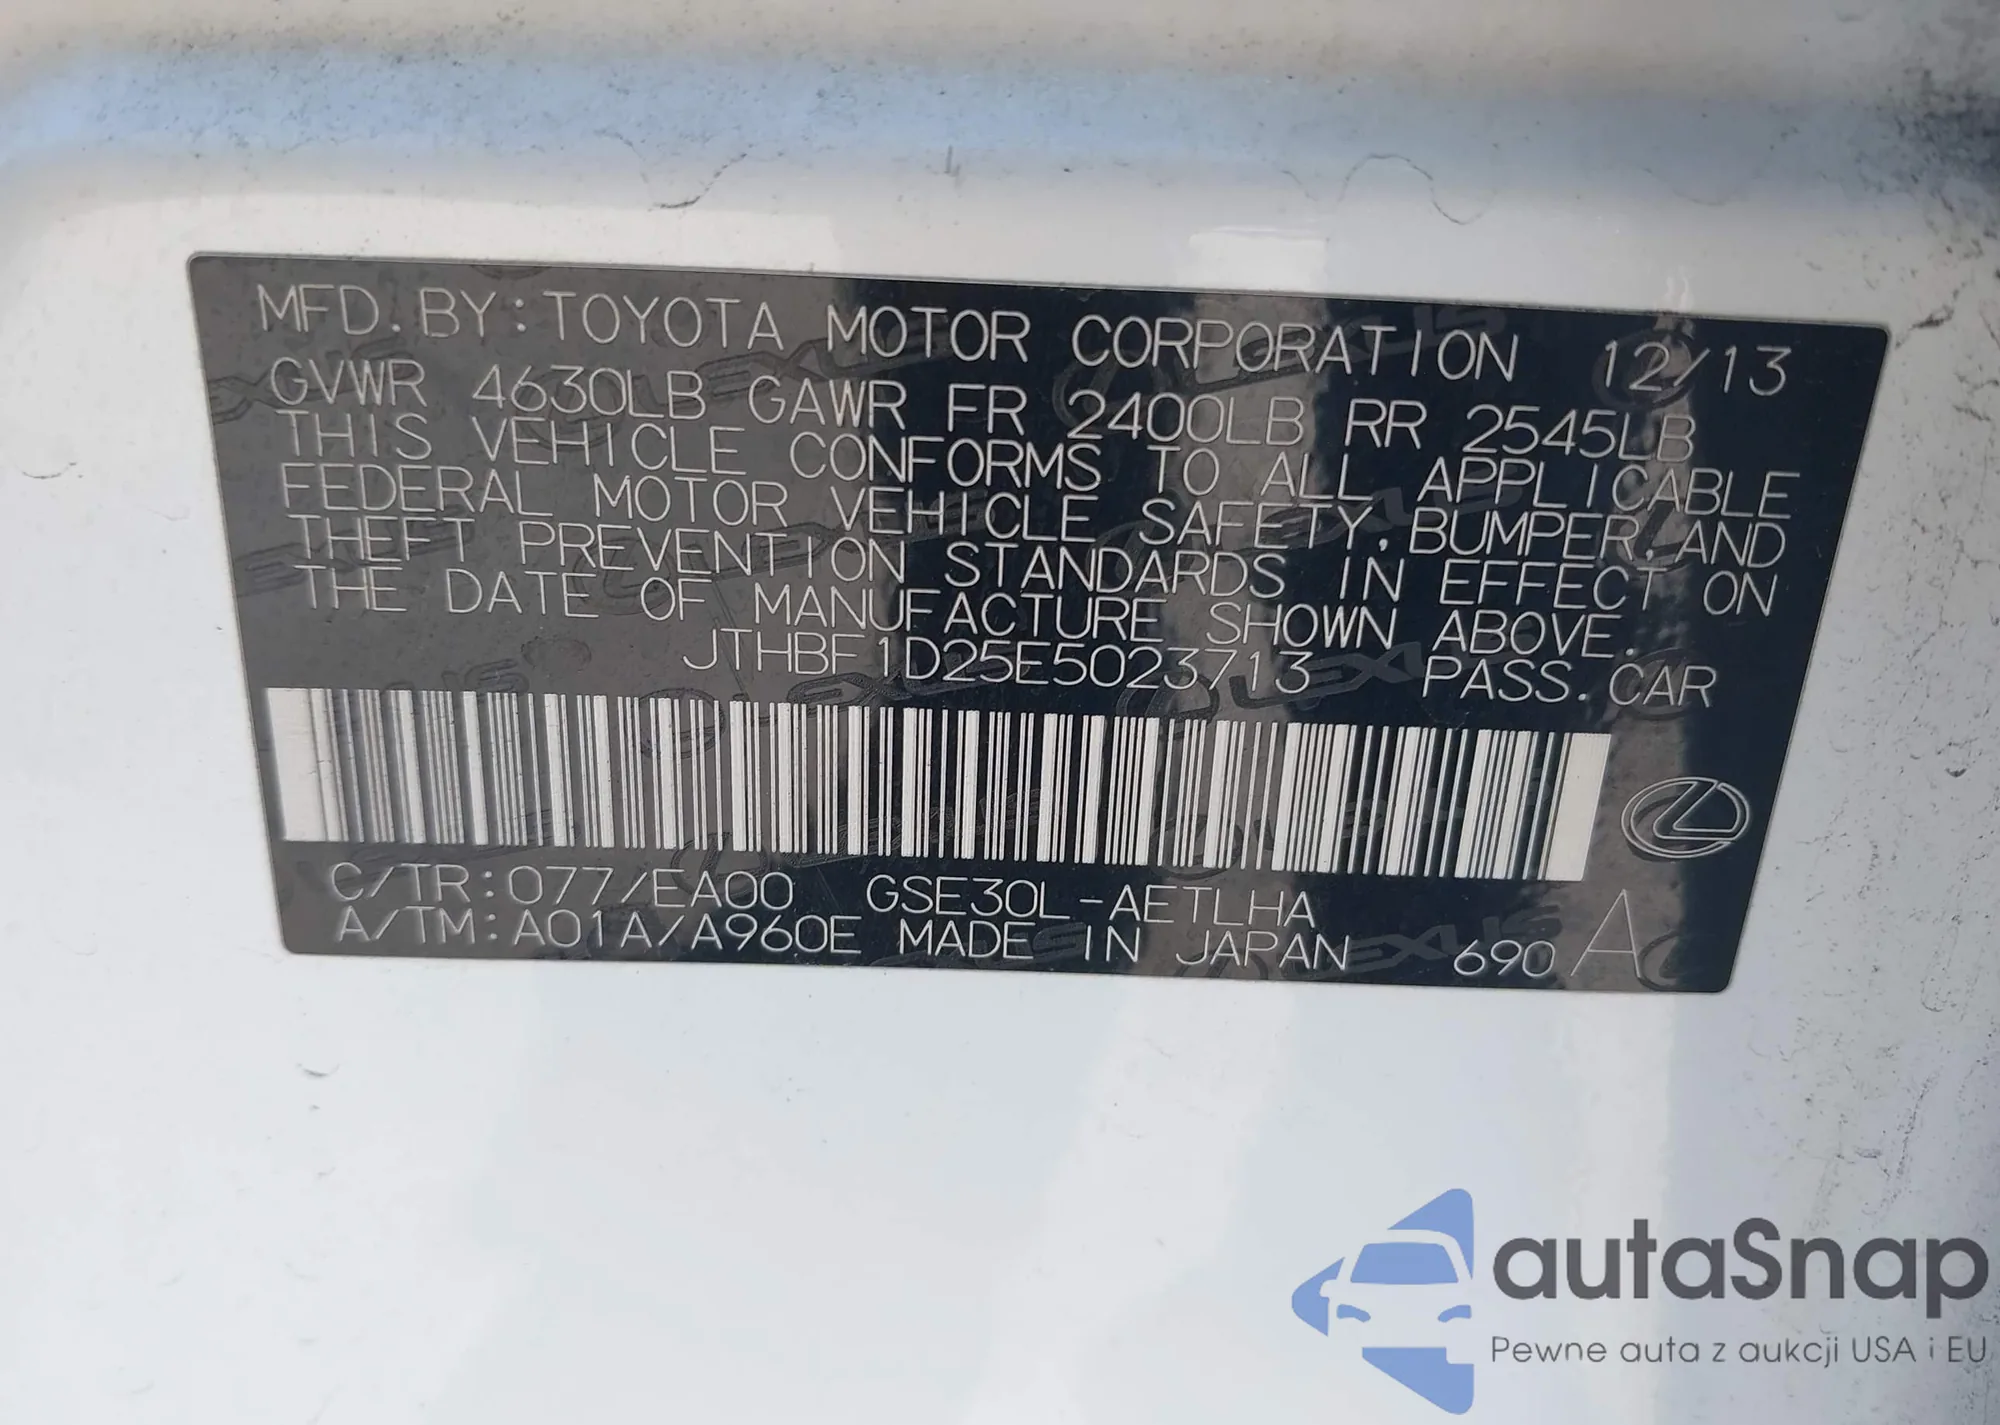 MFD. BY: TOYOTA MOTOR CORPORATION 12/13
GVWR 4630LB GAWR FR 2400LB RR 2545LB
THIS VEHICLE CONFORMS TO ALL APPLICABLE
FEDERAL MOTOR VEHICLE SAFETY, BUMPER, AND
THEFT PREVENTION STANDARDS IN EFFECT ON
THE DATE OF MANUFACTURE SHOWN ABOVE.
JTHBF1D25E5023713 PASS. CAR
C/TR: 077/EA00 GSE30L-AETLHA
A/TM: A01A/A960E MADE IN JAPAN 690 A
autaSnap
Pewne auta z aukcji USA i EU